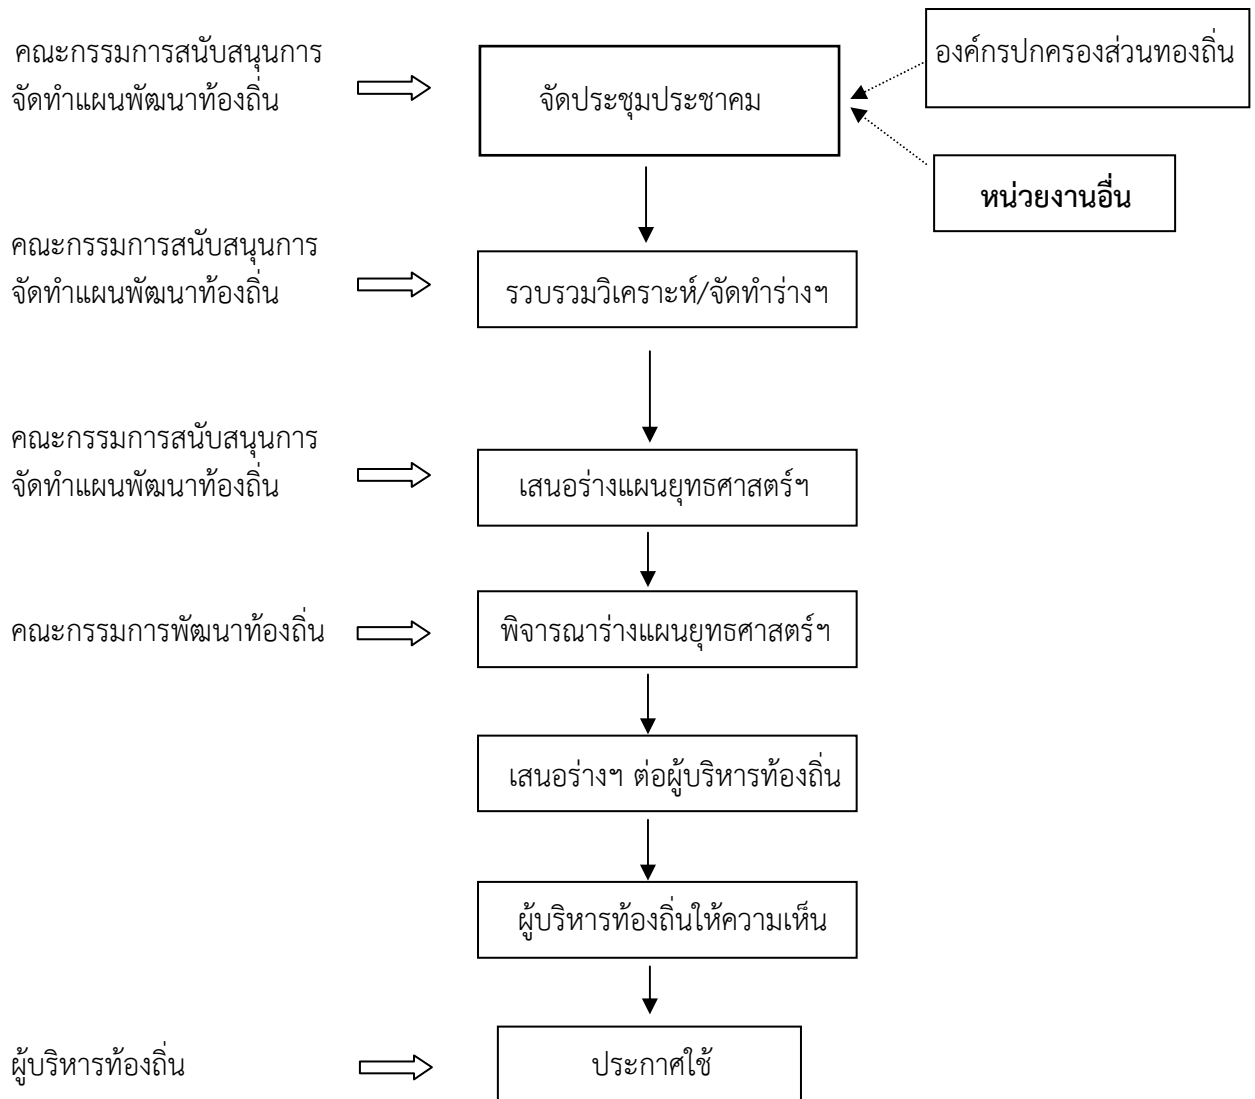 คณะกรรมการสนับสนุนการ
จัดทำแผนพัฒนาท้องถิ่น
จัดประชุมประชาคม
องค์กรปกครองส่วนทองถิ่น
หน่วยงานอื่น
คณะกรรมการสนับสนุนการ
จัดทำแผนพัฒนาท้องถิ่น
รวบรวมวิเคราะห์/จัดทำร่างฯ
คณะกรรมการสนับสนุนการ
จัดทำแผนพัฒนาท้องถิ่น
เสนอร่างแผนยุทธศาสตร์ฯ
คณะกรรมการพัฒนาท้องถิ่น
พิจารณาร่างแผนยุทธศาสตร์ฯ
เสนอร่างฯ ต่อผู้บริหารท้องถิ่น
ผู้บริหารท้องถิ่นให้ความเห็น
ผู้บริหารท้องถิ่น
ประกาศใช้